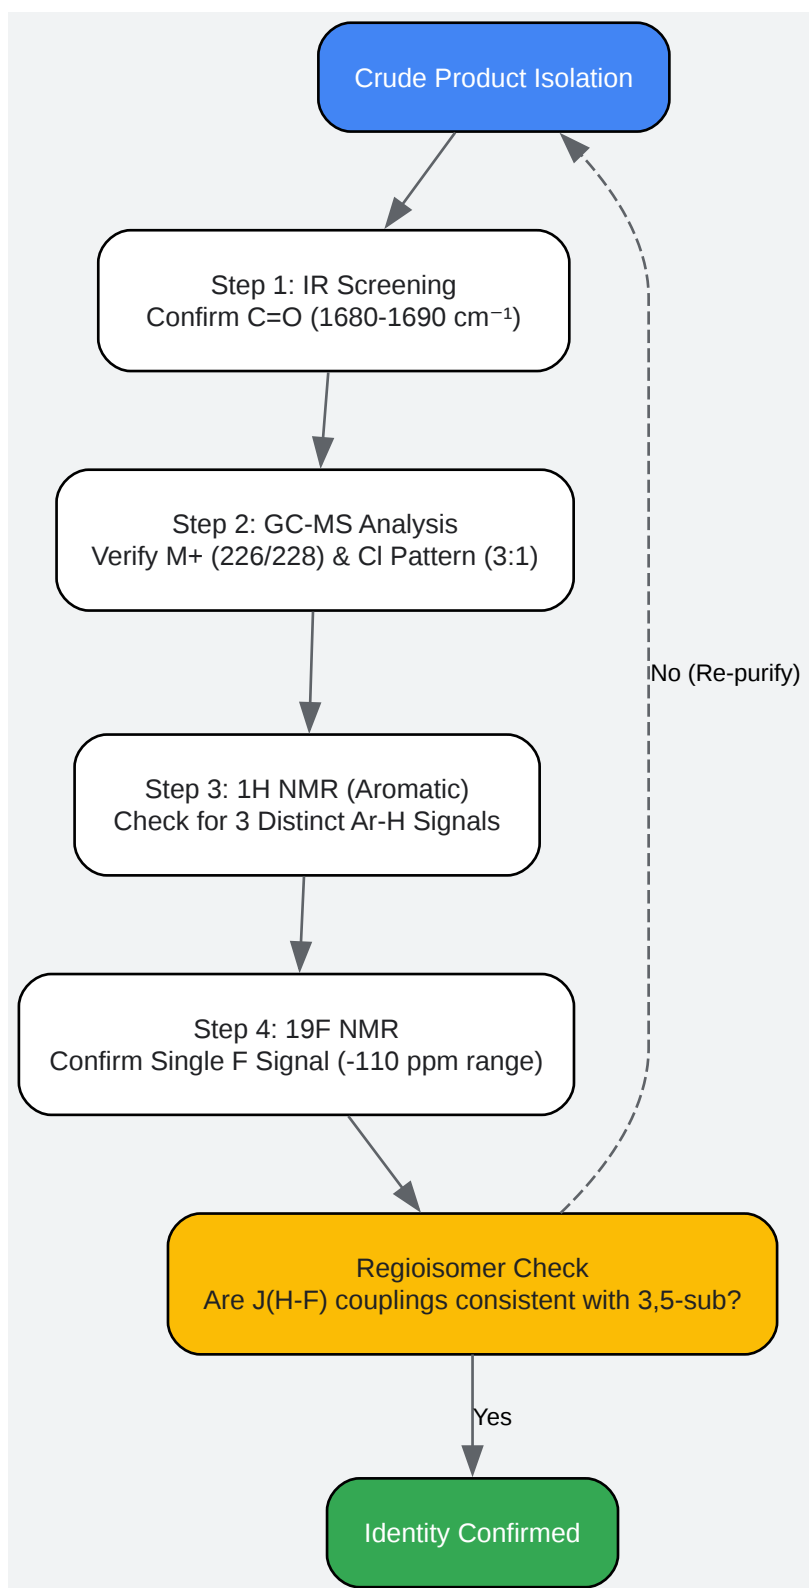 Crude Product Isolation
Step 1: IR Screening
Confirm C=O (1680-1690 cm⁻¹)
Step 2: GC-MS Analysis
Verify M+ (226/228) & Cl Pattern (3:1)
No (Re-purify)
Step 3: 1H NMR (Aromatic)
Check for 3 Distinct Ar-H Signals
Step 4: 19F NMR
Confirm Single F Signal (-110 ppm range)
Regioisomer Check
Are J(H-F) couplings consistent with 3,5-sub?
Yes
Identity Confirmed